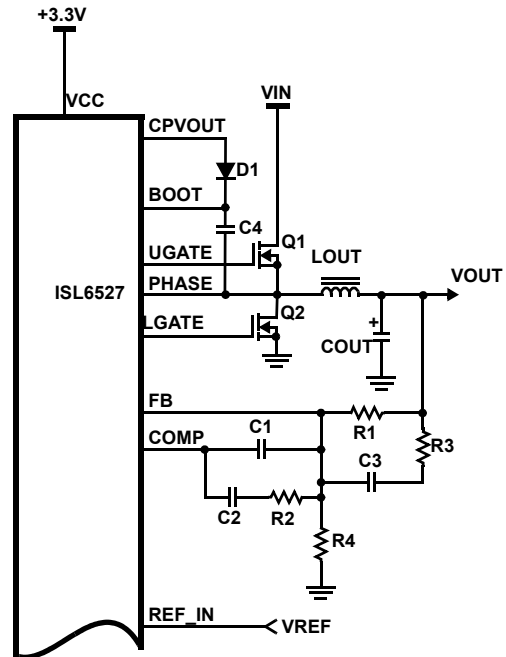 +3.3V
VCC
VIN
CPVOUT
D1
BOOT
C4
Q1
UGATE
LOUT
VOUT
ISL6527
PHASE
Q2
LGATE
+
COUT
FB
R1
COMP
C1
R3
C3
C2
R2
R4
REF_IN
VREF